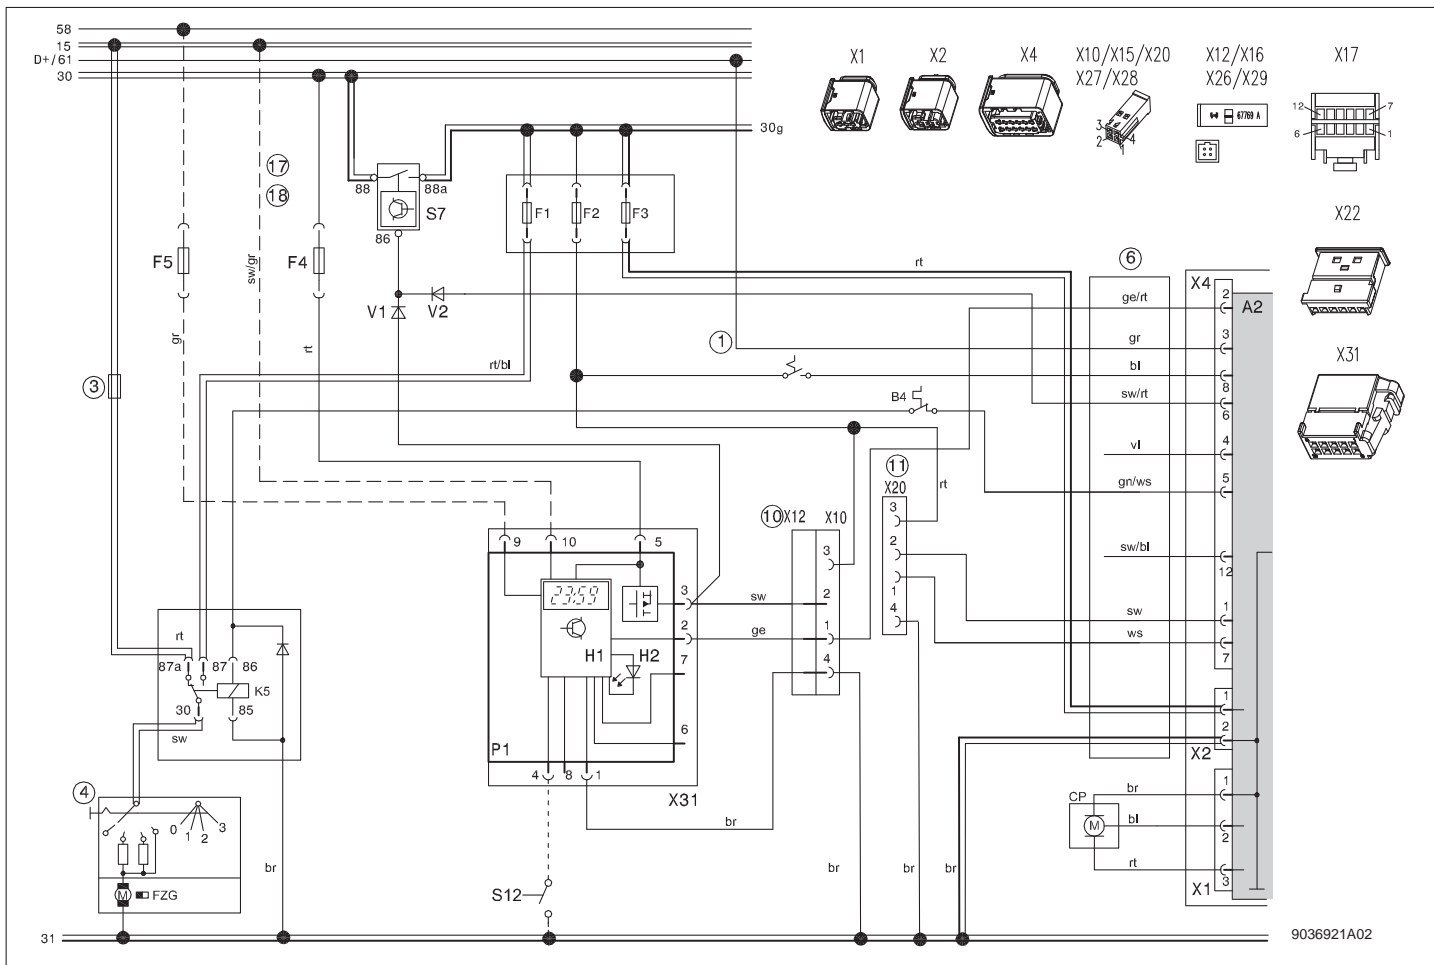 58
15
D+/61
30
X1
X2
X4
X10/X15/X20
X27/X28
X12/X16
X26/X29
X17
3
2
4
1
67769 A
12
7
6
1
30g
17
18
88
88a
S7
86
F1
F2
F3
F5
F4
sw/gr
gr
rt
V1
V2
rt/bl
rt
6
X4
A2
X22
X31
ge/rt
2
gr
3
bl
8
sw/rt
6
vl
4
gn/ws
5
sw/bl
12
sw
1
ws
7
1
3
B4
11
X20
rt
3
2
1
4
10
X12
X10
3
2
1
4
9
10
5
23:59
3
sw
2
ge
H1
H2
7
6
P1
4
8
1
X31
br
S12
rt
87a
87
86
K5
30
85
sw
4
0
1
2
3
M
FZG
br
br
br
br
1
2
X2
1
CP
br
M
bl
2
rt
3
X1
31
9036921A02